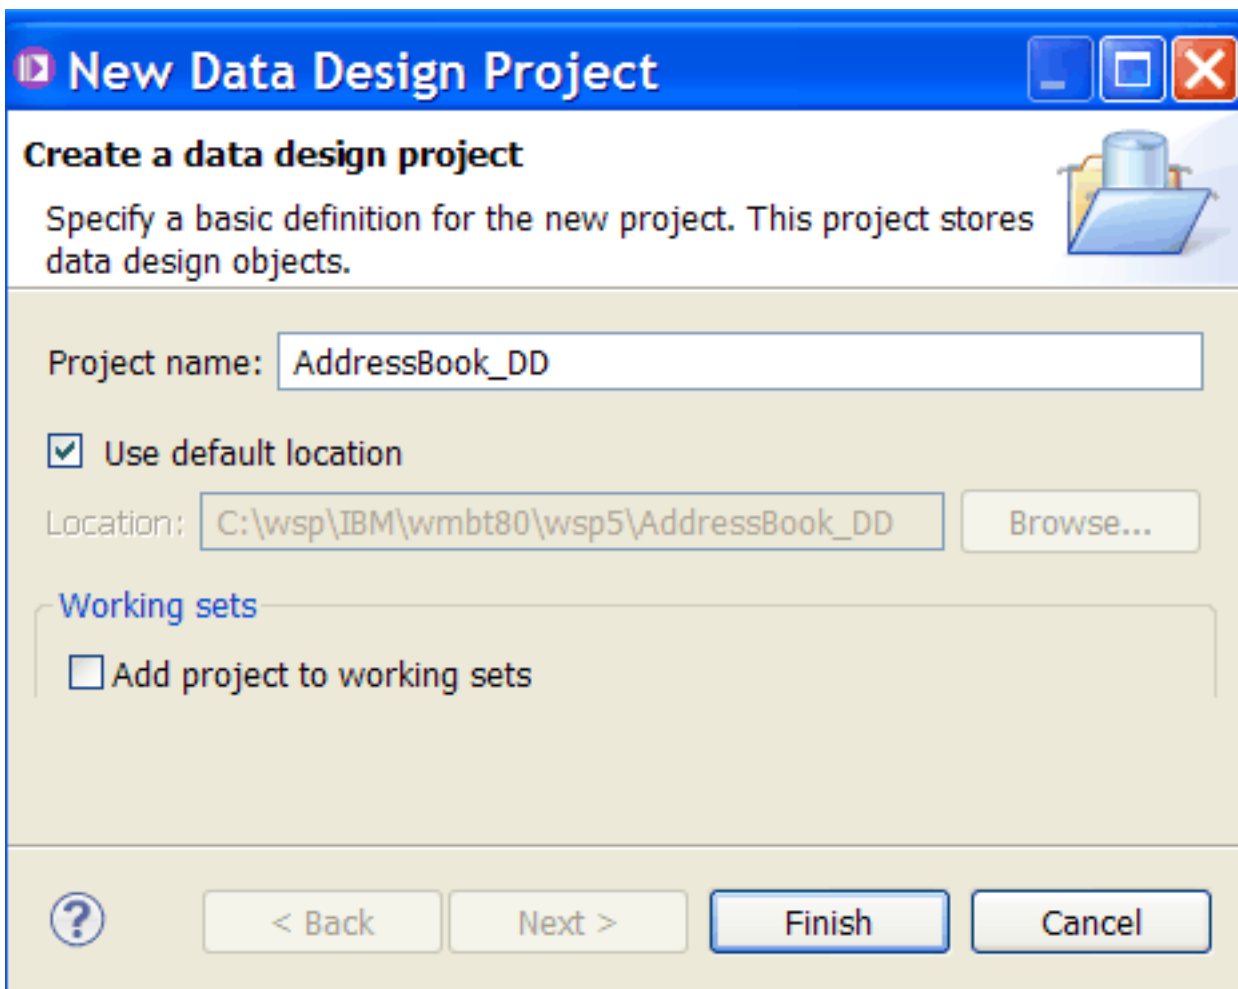 New Data Design Project
Create a data design project
Specify a basic definition for the new project. This project stores
data design objects.
Project name: AddressBook_DD
Use default location
Location: C:\wsp\IBM\wmbt80\wsp5\AddressBook_DD Browse...
Working sets
Add project to working sets
? < Back Next > Finish Cancel